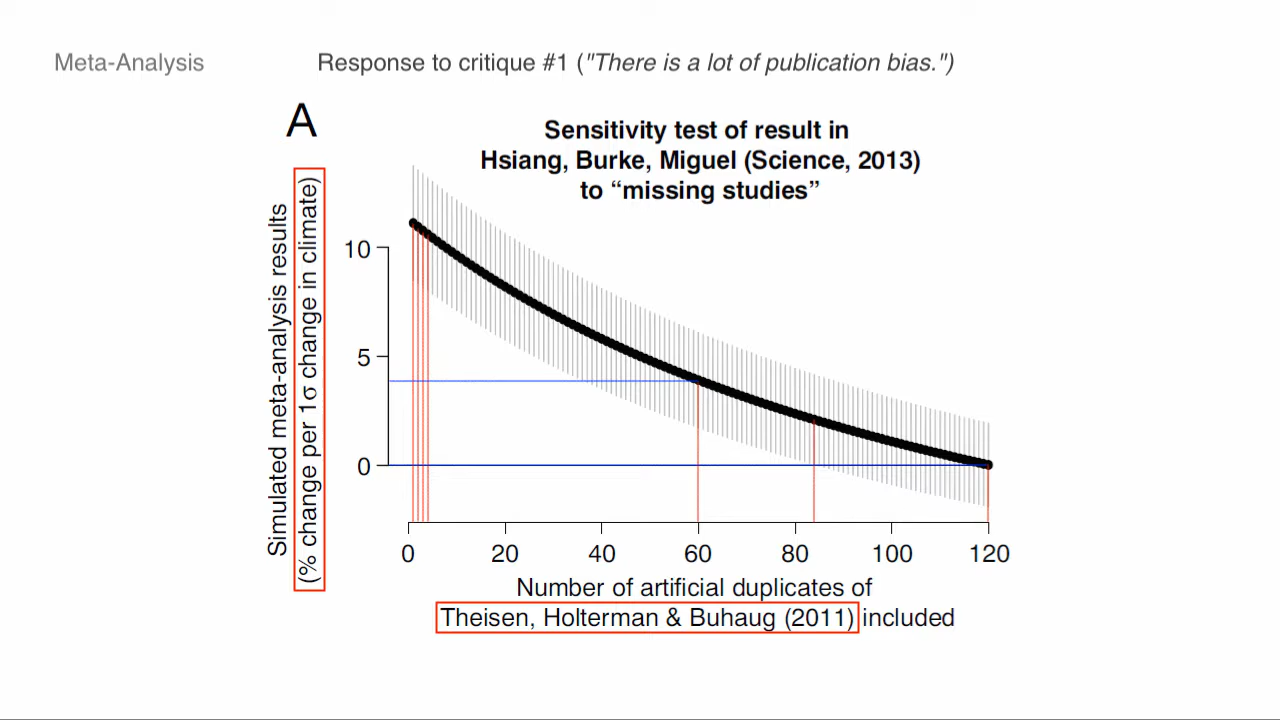 Meta-Analysis
Response to critique #1 ("There is a lot of publication bias.")
A
Sensitivity test of result in
Hsiang, Burke, Miguel (Science, 2013)
to “missing studies”
Simulated meta-analysis results
(% change per 1σ change in climate)
10
5
0
0 20 40 60 80 100 120
Number of artificial duplicates of
Theisen, Holterman & Buhaug (2011) included